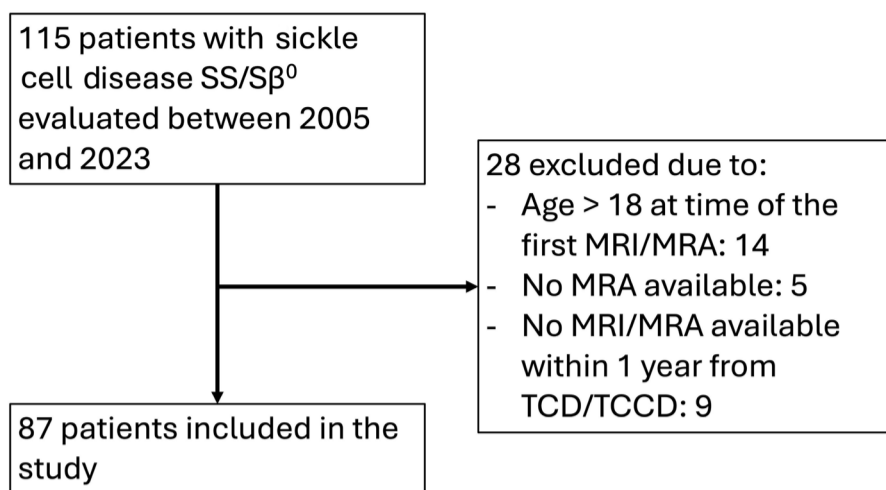 115 patients with sickle
cell disease SS/Sβ⁰
evaluated between 2005
and 2023
28 excluded due to:
- Age > 18 at time of the
first MRI/MRA: 14
- No MRA available: 5
- No MRI/MRA available
within 1 year from
TCD/TCCD: 9
87 patients included in the
study